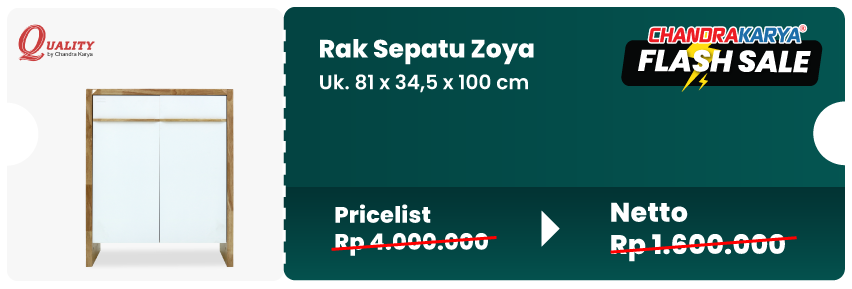 QUALITY
by Chandra Karya
Rak Sepatu Zoya
Uk. 81 x 34,5 x 100 cm
CHANDRAKARYA®
FLASH SALE
Pricelist
Rp 4.000.000
Netto
Rp 1.600.000